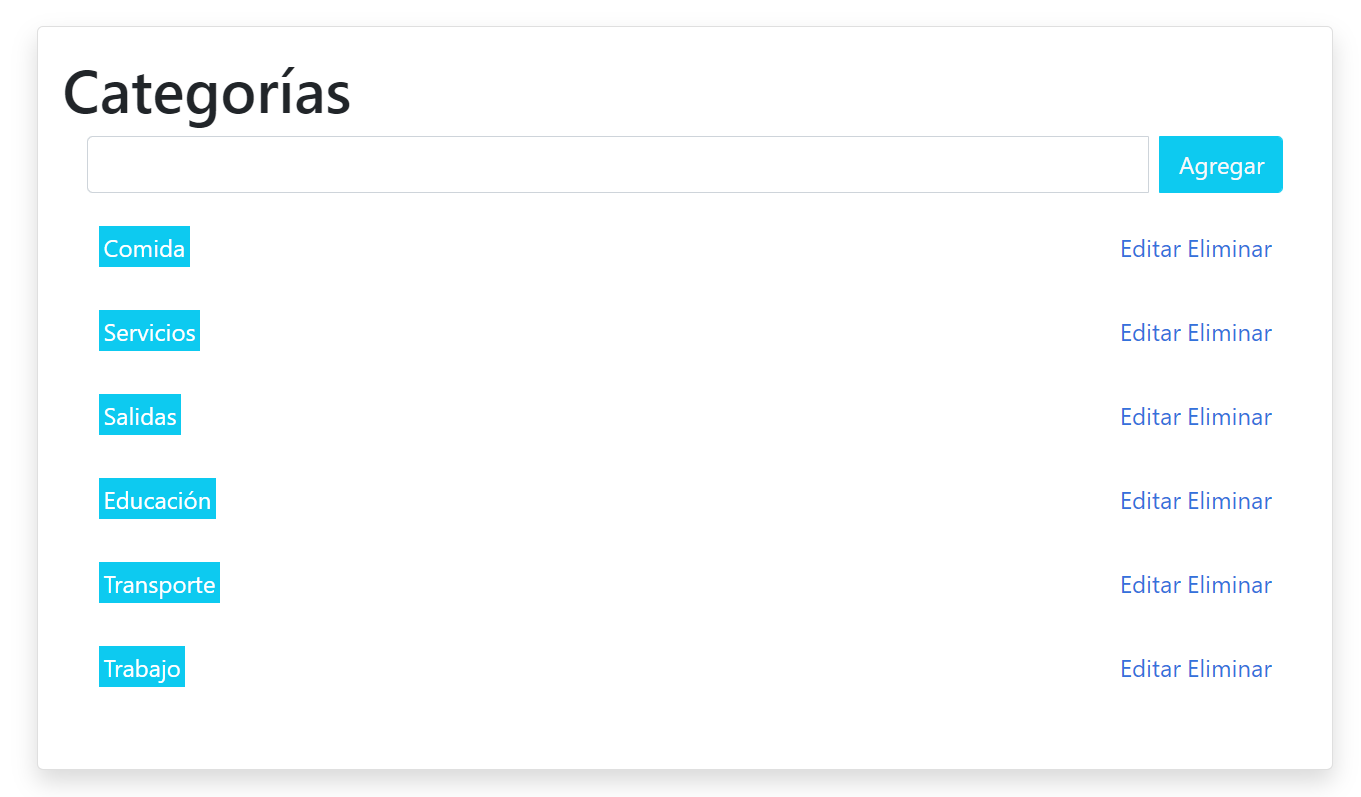 Categorías
Agregar
Comida Editar Eliminar
Servicios Editar Eliminar
Salidas Editar Eliminar
Educación Editar Eliminar
Transporte Editar Eliminar
Trabajo Editar Eliminar